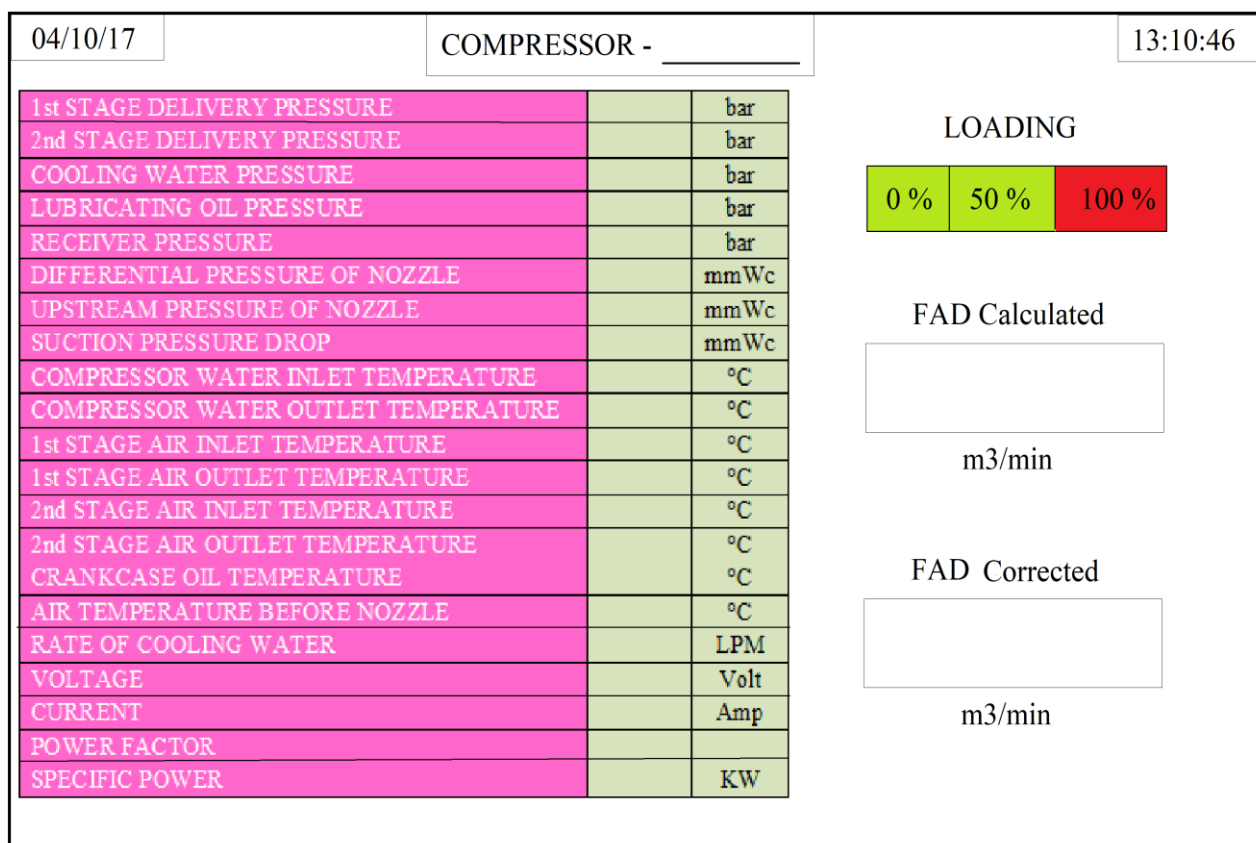 04/10/17
COMPRESSOR - ________
13:10:46
1st STAGE DELIVERY PRESSURE bar
2nd STAGE DELIVERY PRESSURE bar
COOLING WATER PRESSURE bar
LUBRICATING OIL PRESSURE bar
RECEIVER PRESSURE bar
DIFFERENTIAL PRESSURE OF NOZZLE mmWc
UPSTREAM PRESSURE OF NOZZLE mmWc
SUCTION PRESSURE DROP mmWc
COMPRESSOR WATER INLET TEMPERATURE °C
COMPRESSOR WATER OUTLET TEMPERATURE °C
1st STAGE AIR INLET TEMPERATURE °C
1st STAGE AIR OUTLET TEMPERATURE °C
2nd STAGE AIR INLET TEMPERATURE °C
2nd STAGE AIR OUTLET TEMPERATURE °C
CRANKCASE OIL TEMPERATURE °C
AIR TEMPERATURE BEFORE NOZZLE °C
RATE OF COOLING WATER LPM
VOLTAGE Volt
CURRENT Amp
POWER FACTOR
SPECIFIC POWER KW
LOADING
0 % 50 % 100 %
FAD Calculated
m3/min
FAD Corrected
m3/min